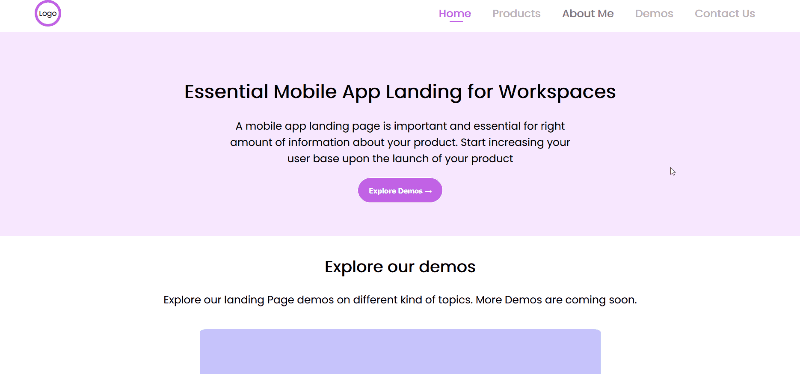 Logo
Home Products About Me Demos Contact Us
Essential Mobile App Landing for Workspaces
A mobile app landing page is important and essential for right
amount of information about your product. Start increasing your
user base upon the launch of your product
Explore Demos →
Explore our demos
Explore our landing Page demos on different kind of topics. More Demos are coming soon.